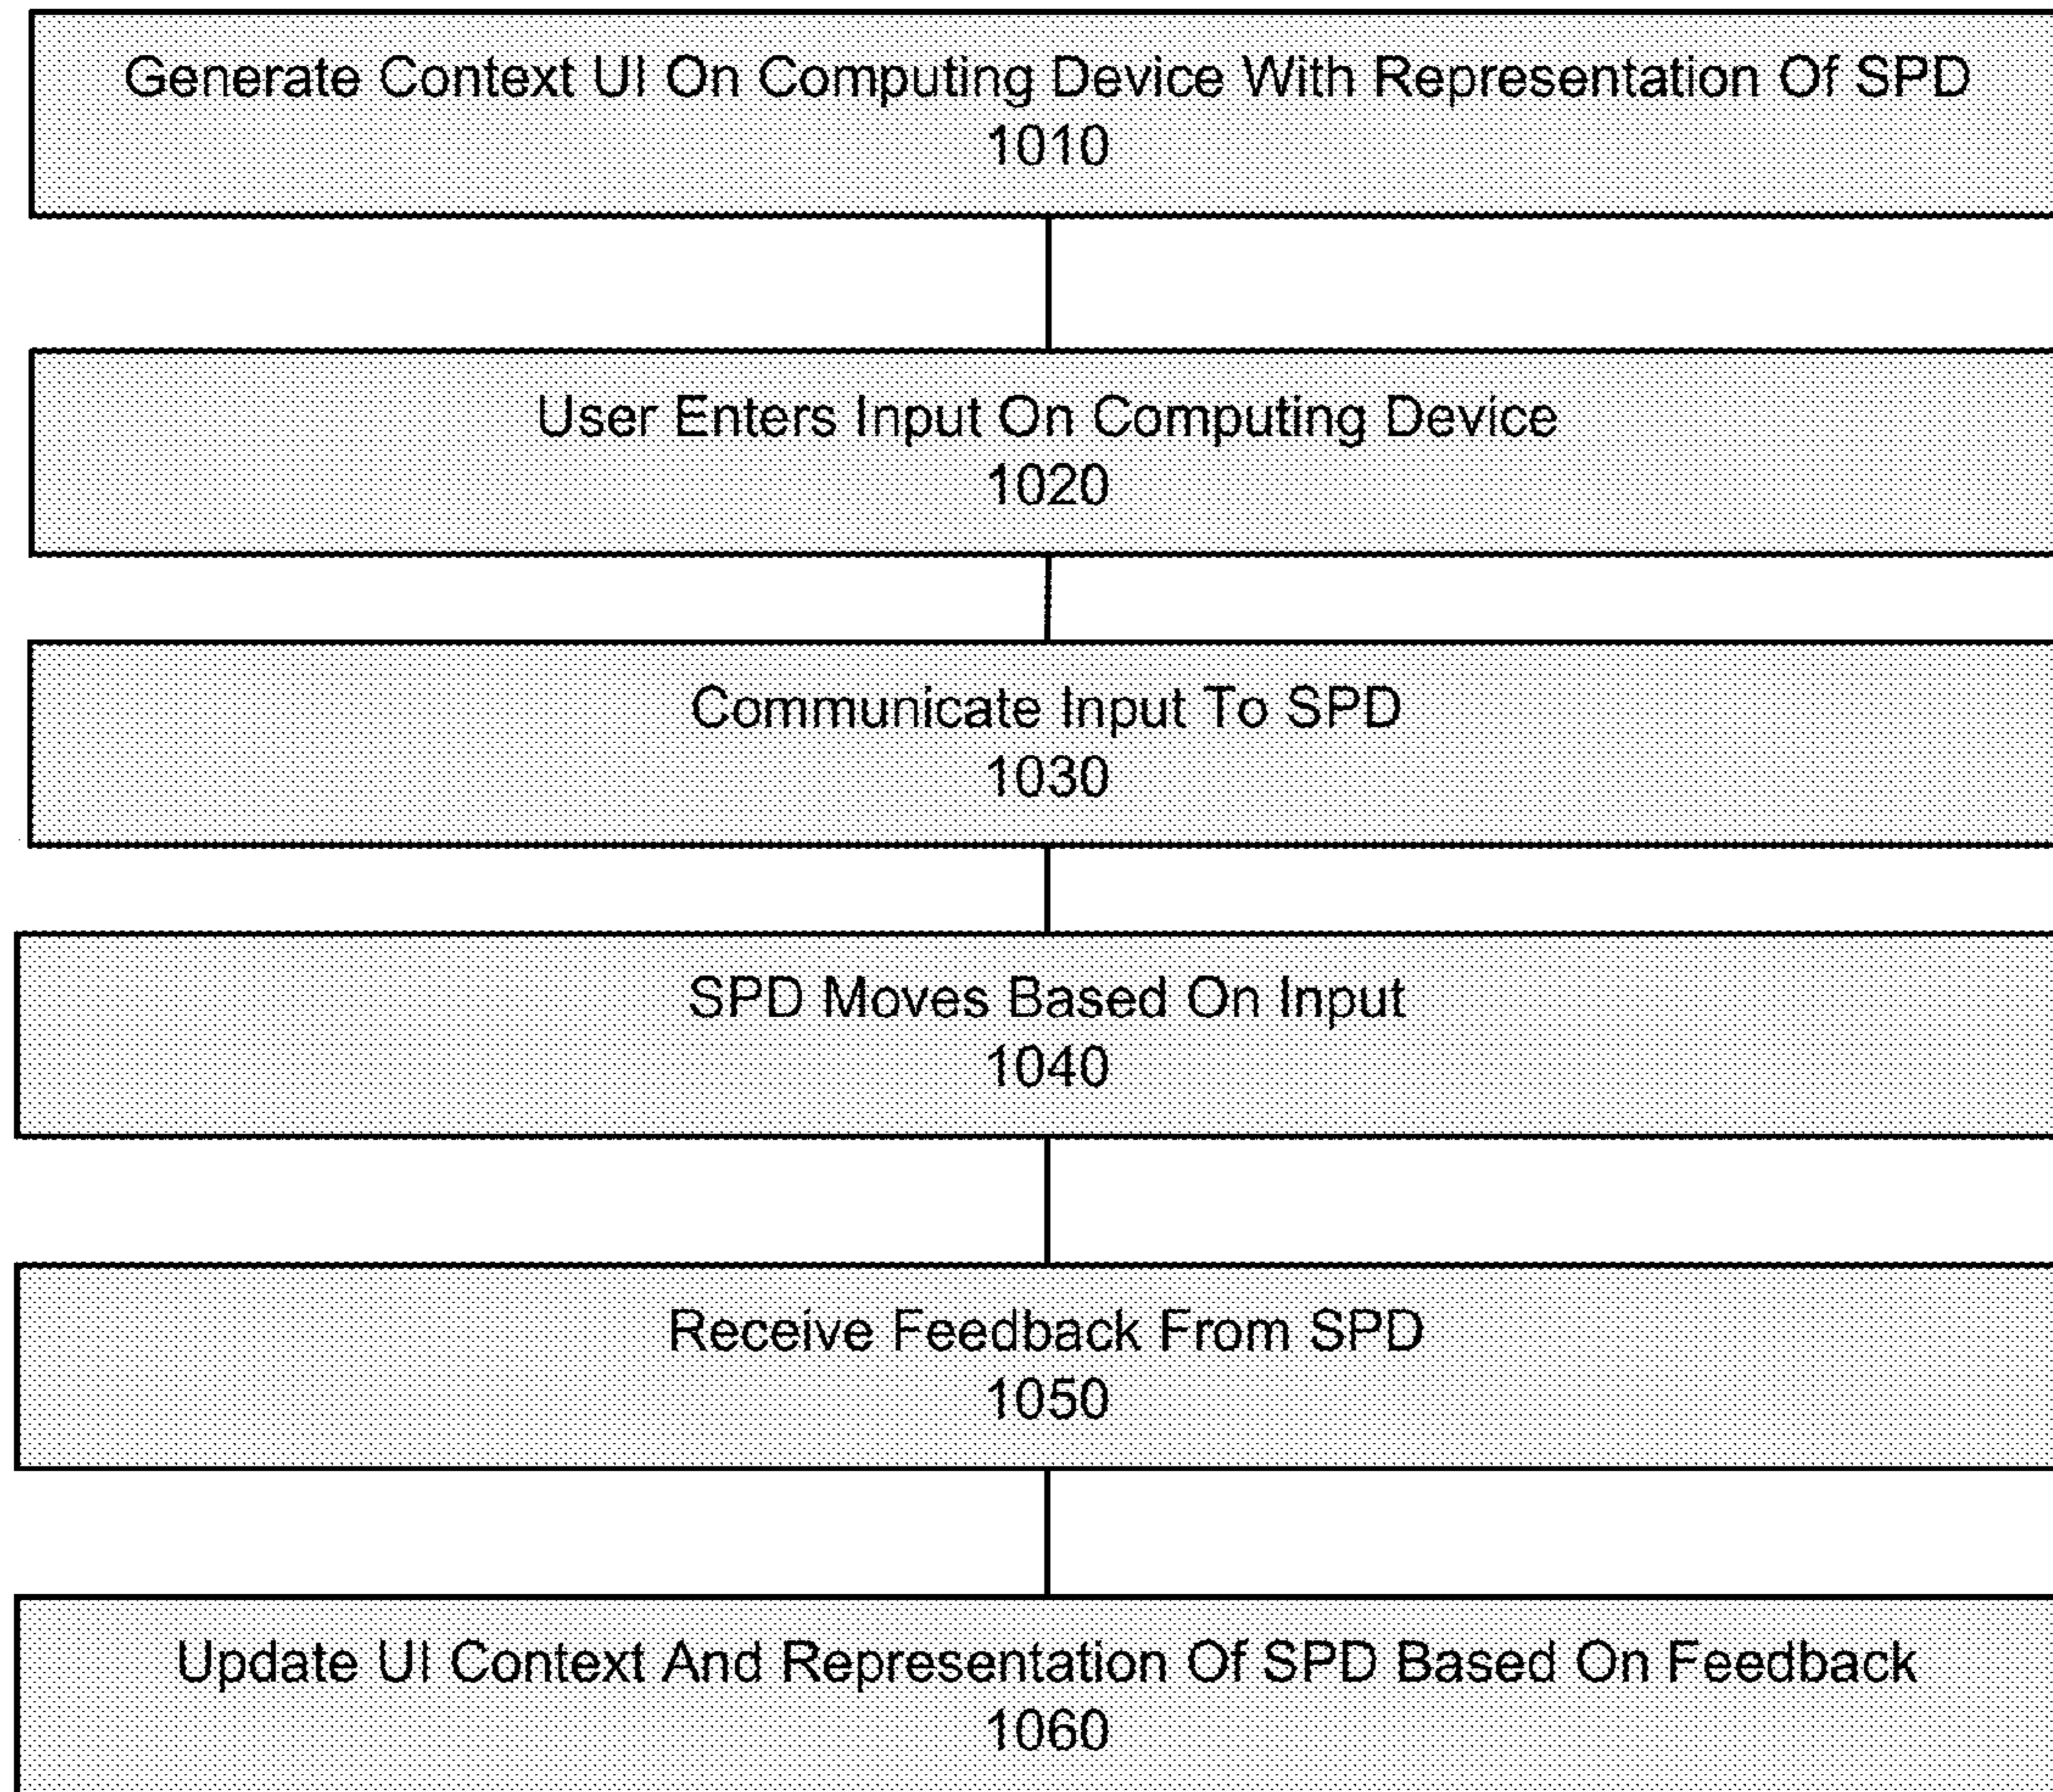 Generate Context UI On Computing Device With Representation Of SPD
1010
User Enters Input On Computing Device
1020
Communicate Input To SPD
1030
SPD Moves Based On Input
1040
Receive Feedback From SPD
1050
Update UI Context And Representation Of SPD Based On Feedback
1060